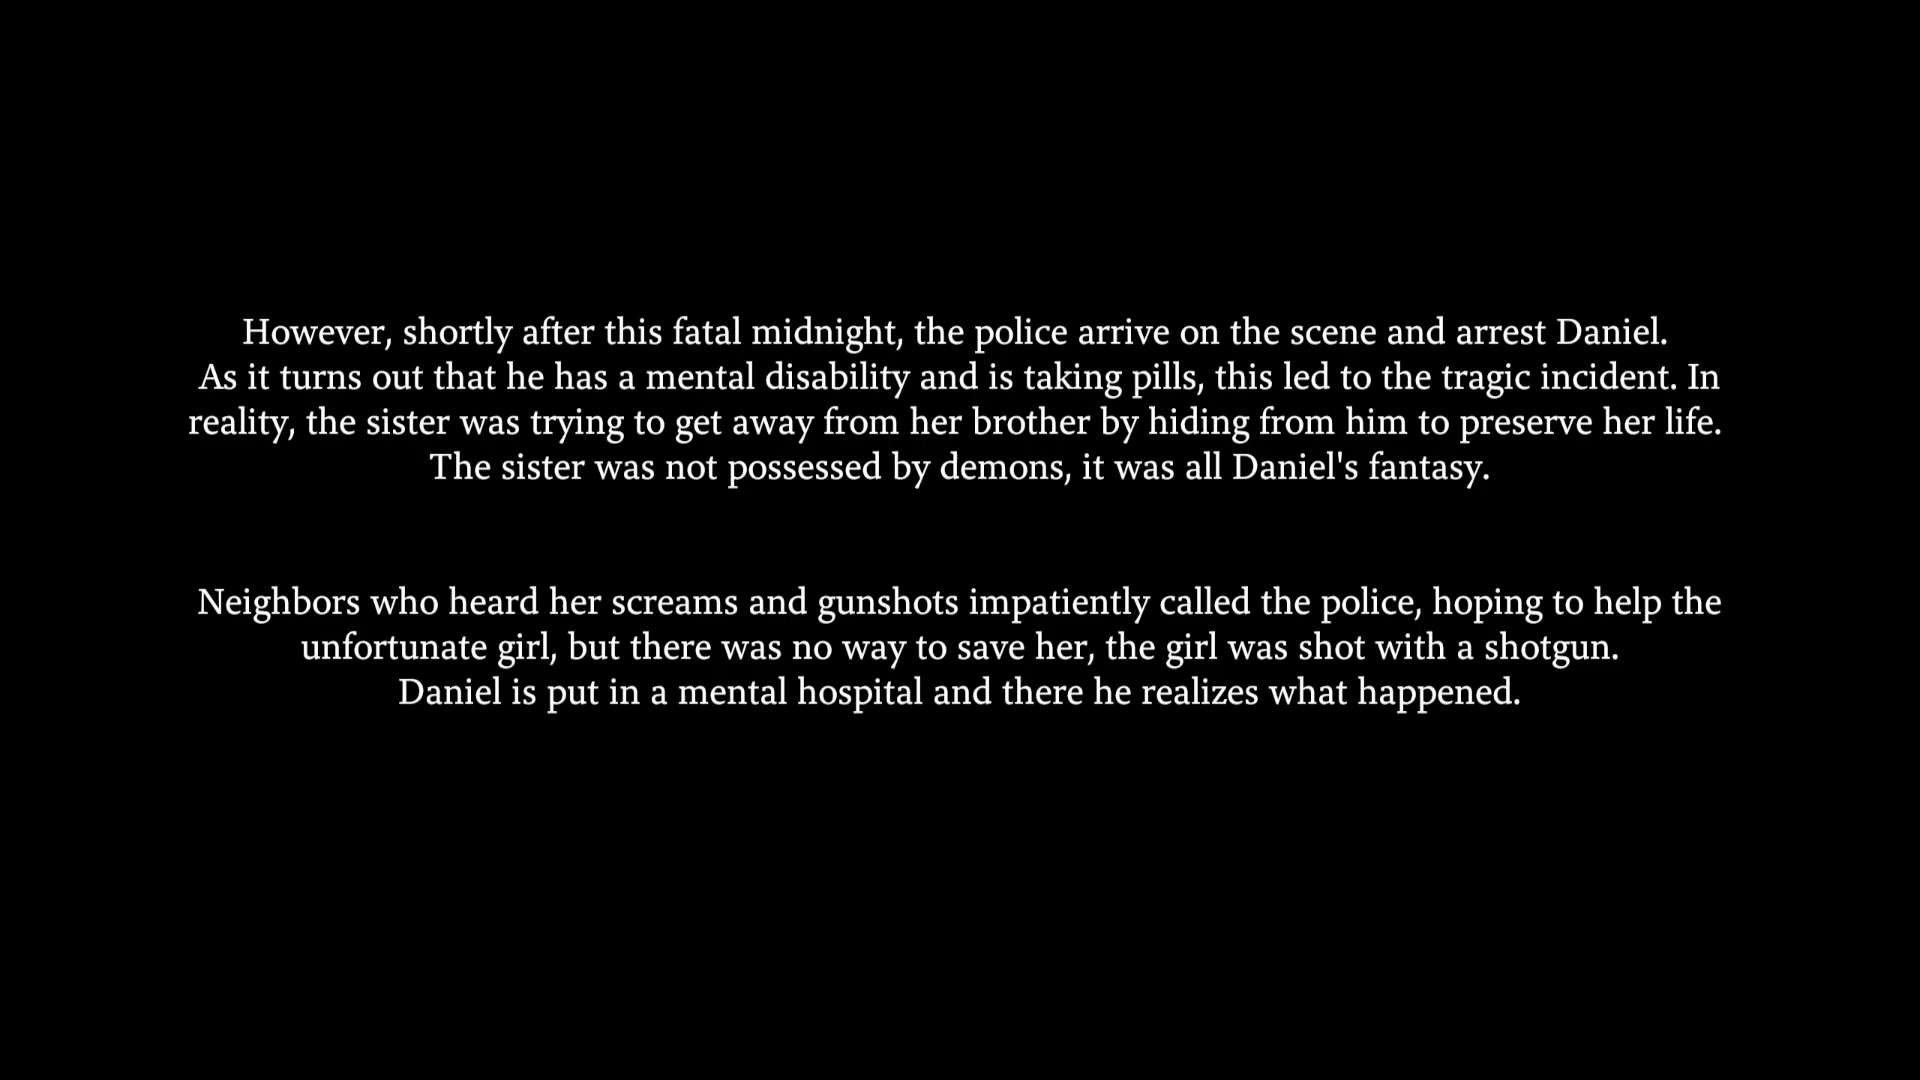 However, shortly after this fatal midnight, the police arrive on the scene and arrest Daniel.
As it turns out that he has a mental disability and is taking pills, this led to the tragic incident. In
reality, the sister was trying to get away from her brother by hiding from him to preserve her life.
The sister was not possessed by demons, it was all Daniel's fantasy.
Neighbors who heard her screams and gunshots impatiently called the police, hoping to help the
unfortunate girl, but there was no way to save her, the girl was shot with a shotgun.
Daniel is put in a mental hospital and there he realizes what happened.